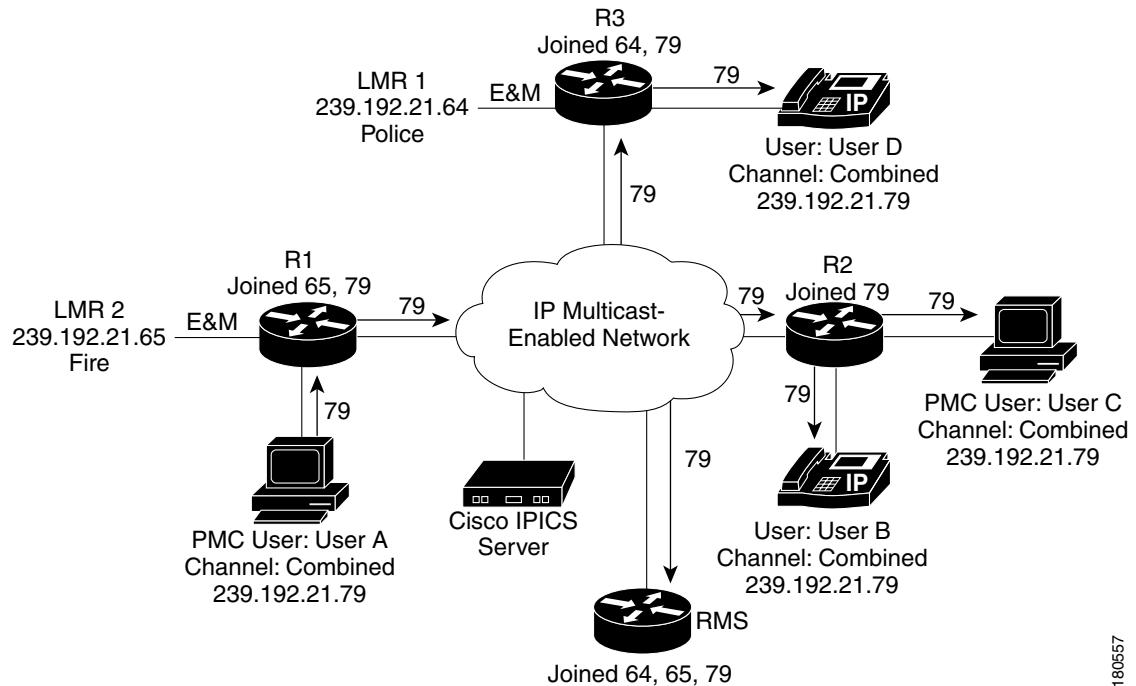 R3
Joined 64, 79
LMR 1
239.192.21.64
Police
E&M
79
IP
User: User D
Channel: Combined
239.192.21.79
79
R1
Joined 65, 79
LMR 2
239.192.21.65
Fire
E&M
79
IP Multicast-
Enabled Network
79
R2
Joined 79
79
79
PMC User: User C
Channel: Combined
239.192.21.79
79
IP
User: User B
Channel: Combined
239.192.21.79
PMC User: User A
Channel: Combined
239.192.21.79
Cisco IPICS
Server
79
RMS
Joined 64, 65, 79
180557